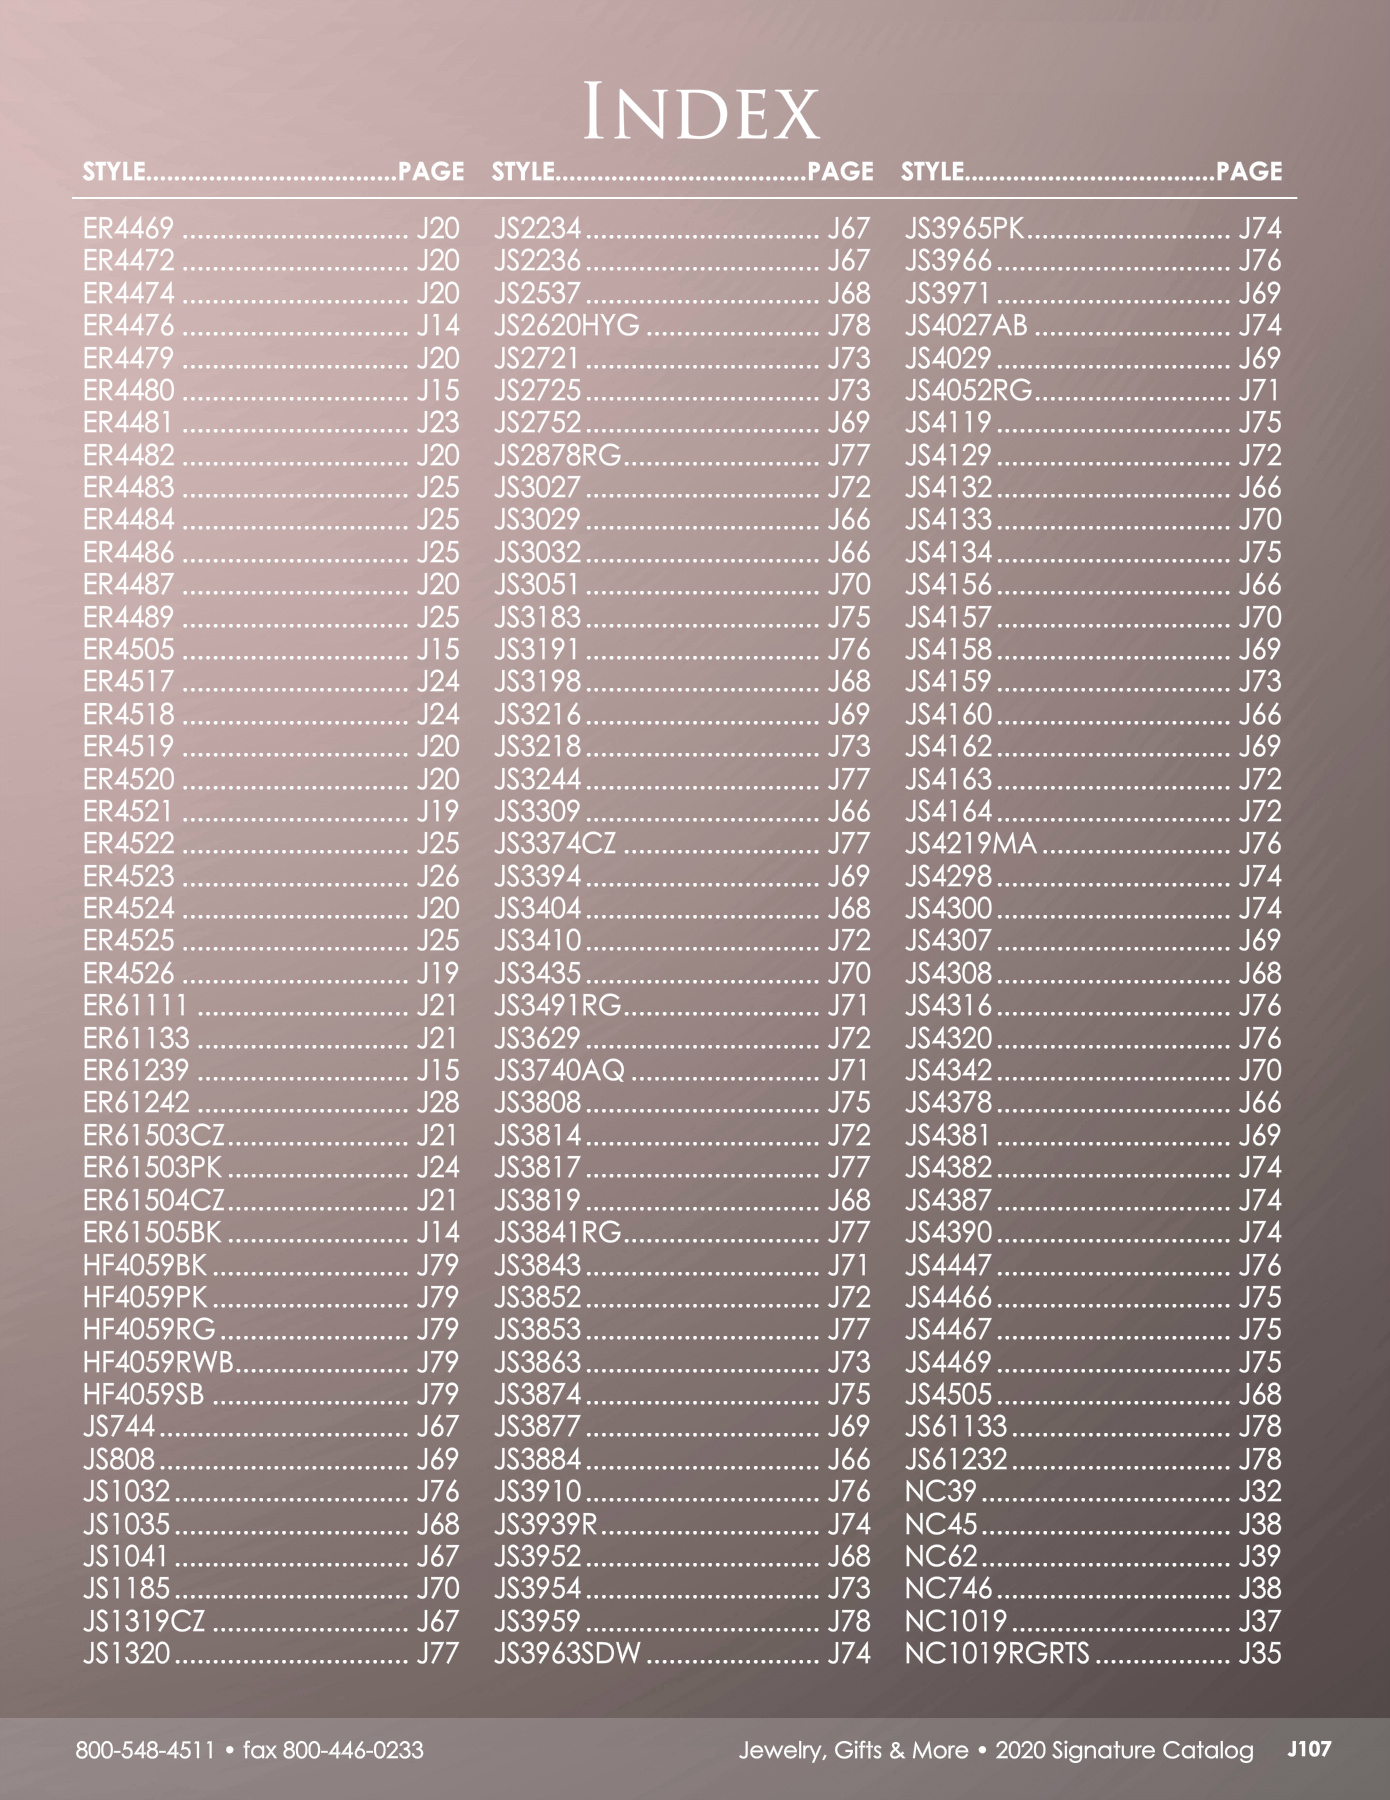 INDEX
STYLE....................................PAGE
ER4469 .............................. J20
ER4472 .............................. J20
ER4474 .............................. J20
ER4476 .............................. J14
ER4479 .............................. J20
ER4480 .............................. J15
ER4481 .............................. J23
ER4482 .............................. J20
ER4483 .............................. J25
ER4484 .............................. J25
ER4486 .............................. J25
ER4487 .............................. J20
ER4489 .............................. J25
ER4505 .............................. J15
ER4517 .............................. J24
ER4518 .............................. J24
ER4519 .............................. J20
ER4520 .............................. J20
ER4521 .............................. J19
ER4522 .............................. J25
ER4523 .............................. J26
ER4524 .............................. J20
ER4525 .............................. J25
ER4526 .............................. J19
ER61111 ............................ J21
ER61133 ............................ J21
ER61239 ............................ J15
ER61242 ............................ J28
ER61503CZ........................ J21
ER61503PK ........................ J24
ER61504CZ........................ J21
ER61505BK ........................ J14
HF4059BK .......................... J79
HF4059PK .......................... J79
HF4059RG ......................... J79
HF4059RWB....................... J79
HF4059SB .......................... J79
JS744 ................................. J67
JS808 ................................. J69
JS1032 ............................... J76
JS1035 ............................... J68
JS1041 ............................... J67
JS1185 ............................... J70
JS1319CZ .......................... J67
JS1320 ............................... J77
STYLE....................................PAGE
JS2234 ............................... J67
JS2236 ............................... J67
JS2537 ............................... J68
JS2620HYG ....................... J78
JS2721 ............................... J73
JS2725 ............................... J73
JS2752 ............................... J69
JS2878RG.......................... J77
JS3027 ............................... J72
JS3029 ............................... J66
JS3032 ............................... J66
JS3051 ............................... J70
JS3183 ............................... J75
JS3191 ............................... J76
JS3198 ............................... J68
JS3216 ............................... J69
JS3218 ............................... J73
JS3244 ............................... J77
JS3309 ............................... J66
JS3374CZ .......................... J77
JS3394 ............................... J69
JS3404 ............................... J68
JS3410 ............................... J72
JS3435 ............................... J70
JS3491RG.......................... J71
JS3629 ............................... J72
JS3740AQ ......................... J71
JS3808 ............................... J75
JS3814 ............................... J72
JS3817 ............................... J77
JS3819 ............................... J68
JS3841RG.......................... J77
JS3843 ............................... J71
JS3852 ............................... J72
JS3853 ............................... J77
JS3863 ............................... J73
JS3874 ............................... J75
JS3877 ............................... J69
JS3884 ............................... J66
JS3910 ............................... J76
JS3939R............................. J74
JS3952 ............................... J68
JS3954 ............................... J73
JS3959 ............................... J78
JS3963SDW ....................... J74
STYLE....................................PAGE
JS3965PK........................... J74
JS3966 ............................... J76
JS3971 ............................... J69
JS4027AB .......................... J74
JS4029 ............................... J69
JS4052RG.......................... J71
JS4119 ............................... J75
JS4129 ............................... J72
JS4132 ............................... J66
JS4133 ............................... J70
JS4134 ............................... J75
JS4156 ............................... J66
JS4157 ............................... J70
JS4158 ............................... J69
JS4159 ............................... J73
JS4160 ............................... J66
JS4162 ............................... J69
JS4163 ............................... J72
JS4164 ............................... J72
JS4219MA ......................... J76
JS4298 ............................... J74
JS4300 ............................... J74
JS4307 ............................... J69
JS4308 ............................... J68
JS4316 ............................... J76
JS4320 ............................... J76
JS4342 ............................... J70
JS4378 ............................... J66
JS4381 ............................... J69
JS4382 ............................... J74
JS4387 ............................... J74
JS4390 ............................... J74
JS4447 ............................... J76
JS4466 ............................... J75
JS4467 ............................... J75
JS4469 ............................... J75
JS4505 ............................... J68
JS61133 ............................. J78
JS61232 ............................. J78
NC39 ................................. J32
NC45 ................................. J38
NC62 ................................. J39
NC746 ............................... J38
NC1019 ............................. J37
NC1019RGRTS .................. J35
800-548-4511 • fax 800-446-0233
Jewelry, Gifts & More • 2020 Signature Catalog J107